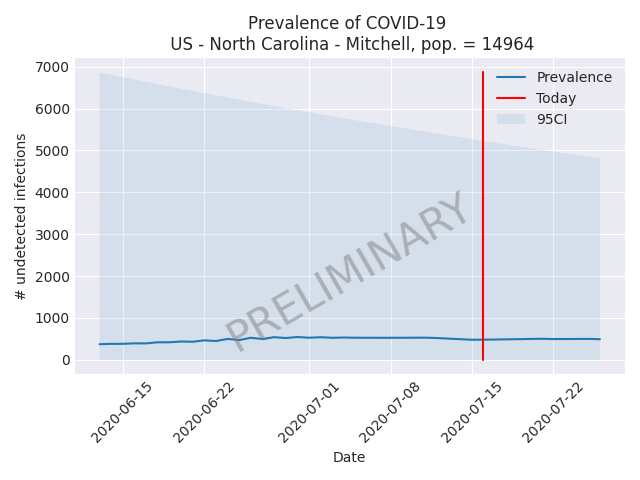 Prevalence of COVID-19
US - North Carolina - Mitchell, pop. = 14964
7000
6000
5000
4000
3000
2000
1000
0
# undetected infections
Prevalence
Today
95CI
PRELIMINARY
2020-06-15
2020-06-22
2020-07-01
2020-07-08
2020-07-15
2020-07-22
Date